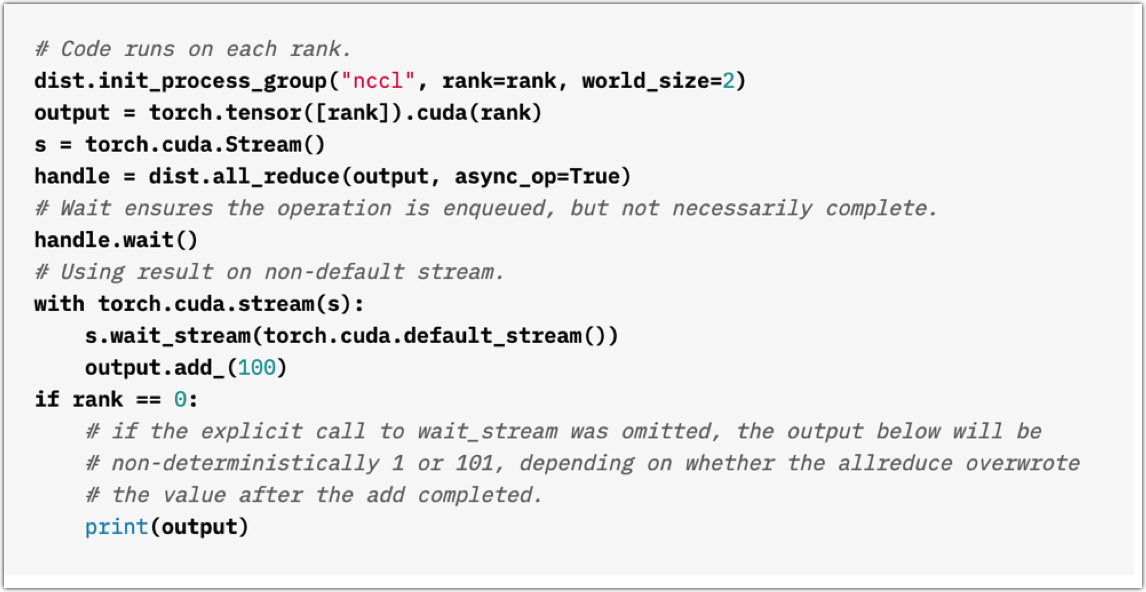 # Code runs on each rank.
dist.init_process_group("nccl", rank=rank, world_size=2)
output = torch.tensor([rank]).cuda(rank)
s = torch.cuda.Stream()
handle = dist.all_reduce(output, async_op=True)
# Wait ensures the operation is enqueued, but not necessarily complete.
handle.wait()
# Using result on non-default stream.
with torch.cuda.stream(s):
    s.wait_stream(torch.cuda.default_stream())
    output.add_(100)
if rank == 0:
    # if the explicit call to wait_stream was omitted, the output below will be
    # non-deterministically 1 or 101, depending on whether the allreduce overwrote
    # the value after the add completed.
    print(output)